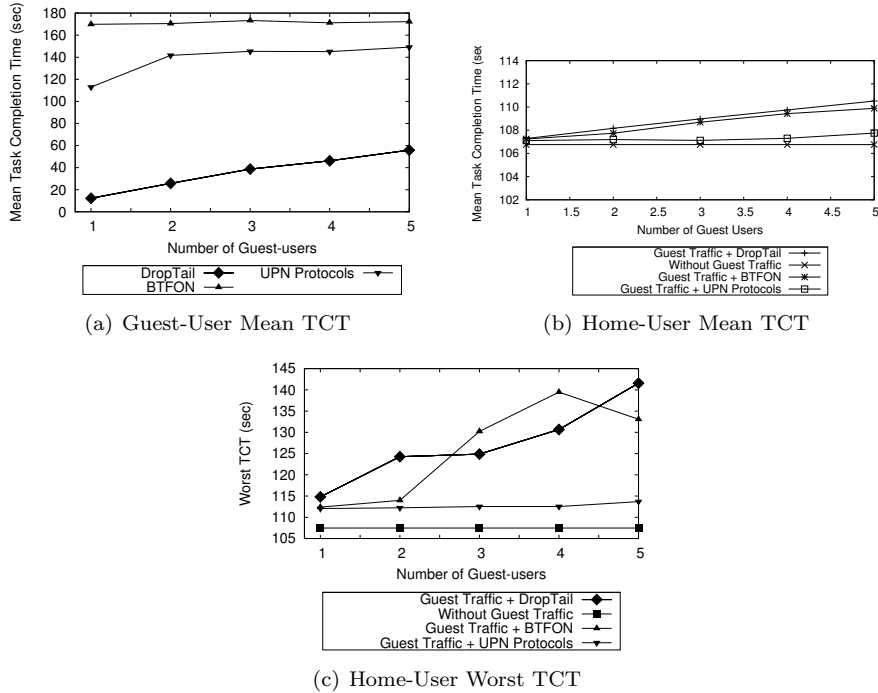 Mean Task Completion Time (sec)
180
160
140
120
100
80
60
40
20
0
1 2 3 4 5
Number of Guest-users
DropTail UPN Protocols
BTFON
(a) Guest-User Mean TCT
Mean Task Completion Time (sec
114
112
110
108
106
104
102
1 1.5 2 2.5 3 3.5 4 4.5 5
Number of Guest Users
Guest Traffic + DropTail
Without Guest Traffic
Guest Traffic + BTFON
Guest Traffic + UPN Protocols
(b) Home-User Mean TCT
Worst TCT (sec)
145
140
135
130
125
120
115
110
105
1 2 3 4 5
Number of Guest-users
Guest Traffic + DropTail
Without Guest Traffic
Guest Traffic + BTFON
Guest Traffic + UPN Protocols
(c) Home-User Worst TCT